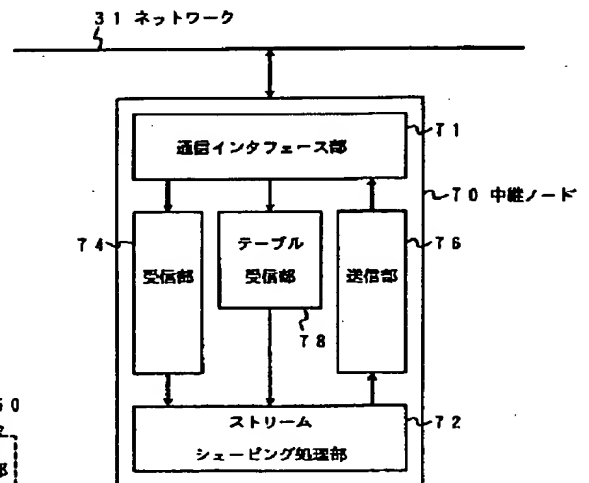 31 ネットワーク
71
通信インタフェース部
70 中継ノード
74
受信部
テーブル
受信部
送信部
76
78
50
部
ストリーム
シェーピング処理部
72